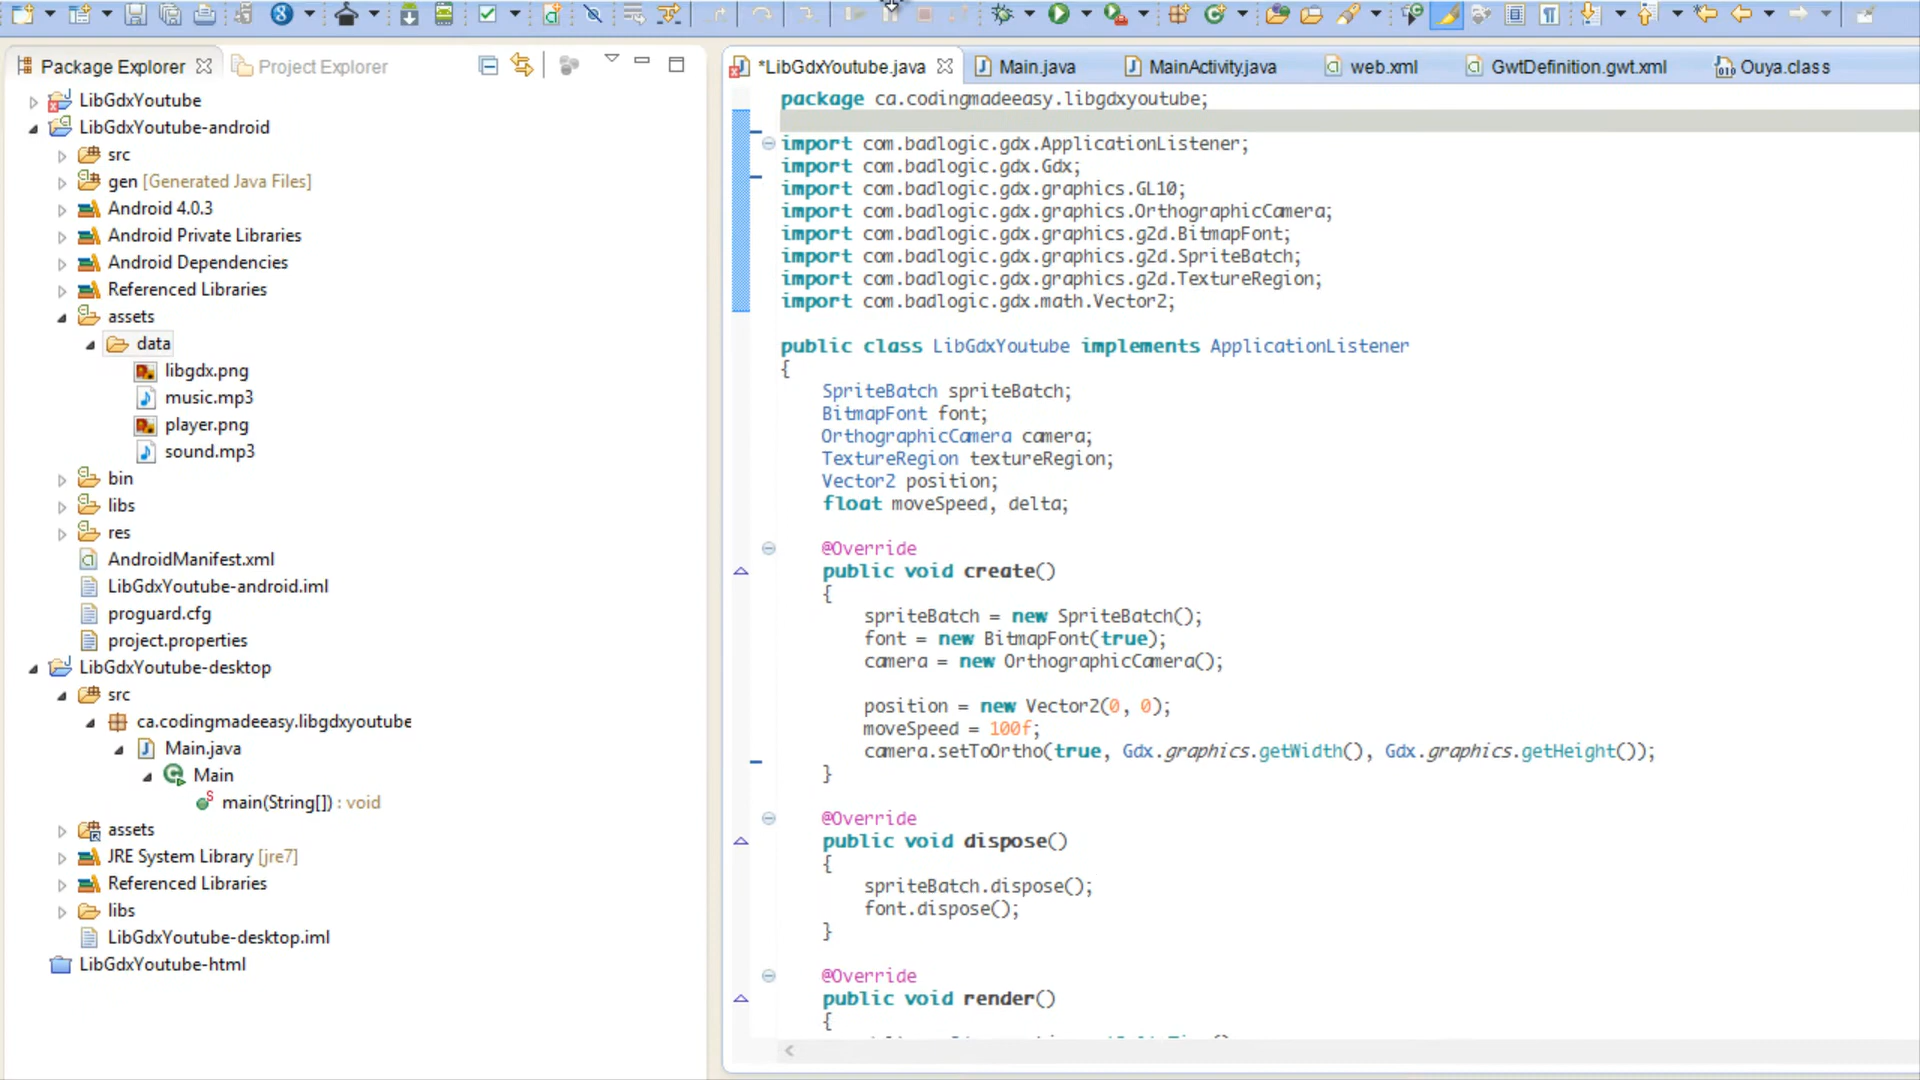 Package Explorer
Project Explorer
LibGdxYoutube
LibGdxYoutube-android
src
gen [Generated Java Files]
Android 4.0.3
Android Private Libraries
Android Dependencies
Referenced Libraries
assets
data
libgdx.png
music.mp3
player.png
sound.mp3
bin
libs
res
AndroidManifest.xml
LibGdxYoutube-android.iml
proguard.cfg
project.properties
LibGdxYoutube-desktop
src
ca.codingmadeeasy.libgdxyoutube
Main.java
Main
main(String[]) : void
assets
JRE System Library [jre7]
Referenced Libraries
libs
LibGdxYoutube-desktop.iml
LibGdxYoutube-html
*LibGdxYoutube.java
Main.java
MainActivity.java
web.xml
GwtDefinition.gwt.xml
Ouya.class
package ca.codingmadeeasy.libgdxyoutube;
import com.badlogic.gdx.ApplicationListener;
import com.badlogic.gdx.Gdx;
import com.badlogic.gdx.graphics.GL10;
import com.badlogic.gdx.graphics.OrthographicCamera;
import com.badlogic.gdx.graphics.g2d.BitmapFont;
import com.badlogic.gdx.graphics.g2d.SpriteBatch;
import com.badlogic.gdx.graphics.g2d.TextureRegion;
import com.badlogic.gdx.math.Vector2;
public class LibGdxYoutube implements ApplicationListener
{
SpriteBatch spriteBatch;
BitmapFont font;
OrthographicCamera camera;
TextureRegion textureRegion;
Vector2 position;
float moveSpeed, delta;
@Override
public void create()
{
spriteBatch = new SpriteBatch();
font = new BitmapFont(true);
camera = new OrthographicCamera();
position = new Vector2(0, 0);
moveSpeed = 100f;
camera.setToOrtho(true, Gdx.graphics.getWidth(), Gdx.graphics.getHeight());
}
@Override
public void dispose()
{
spriteBatch.dispose();
font.dispose();
}
@Override
public void render()
{